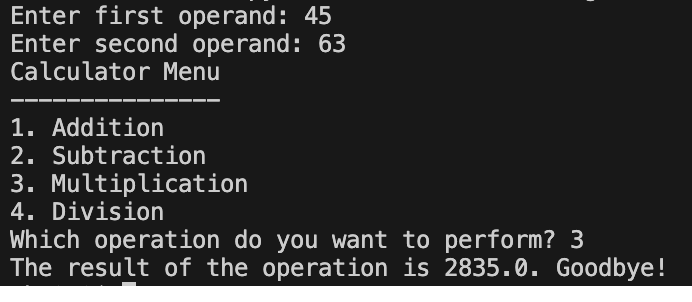 Enter first operand: 45
Enter second operand: 63
Calculator Menu
---------------
1. Addition
2. Subtraction
3. Multiplication
4. Division
Which operation do you want to perform? 3
The result of the operation is 2835.0. Goodbye!